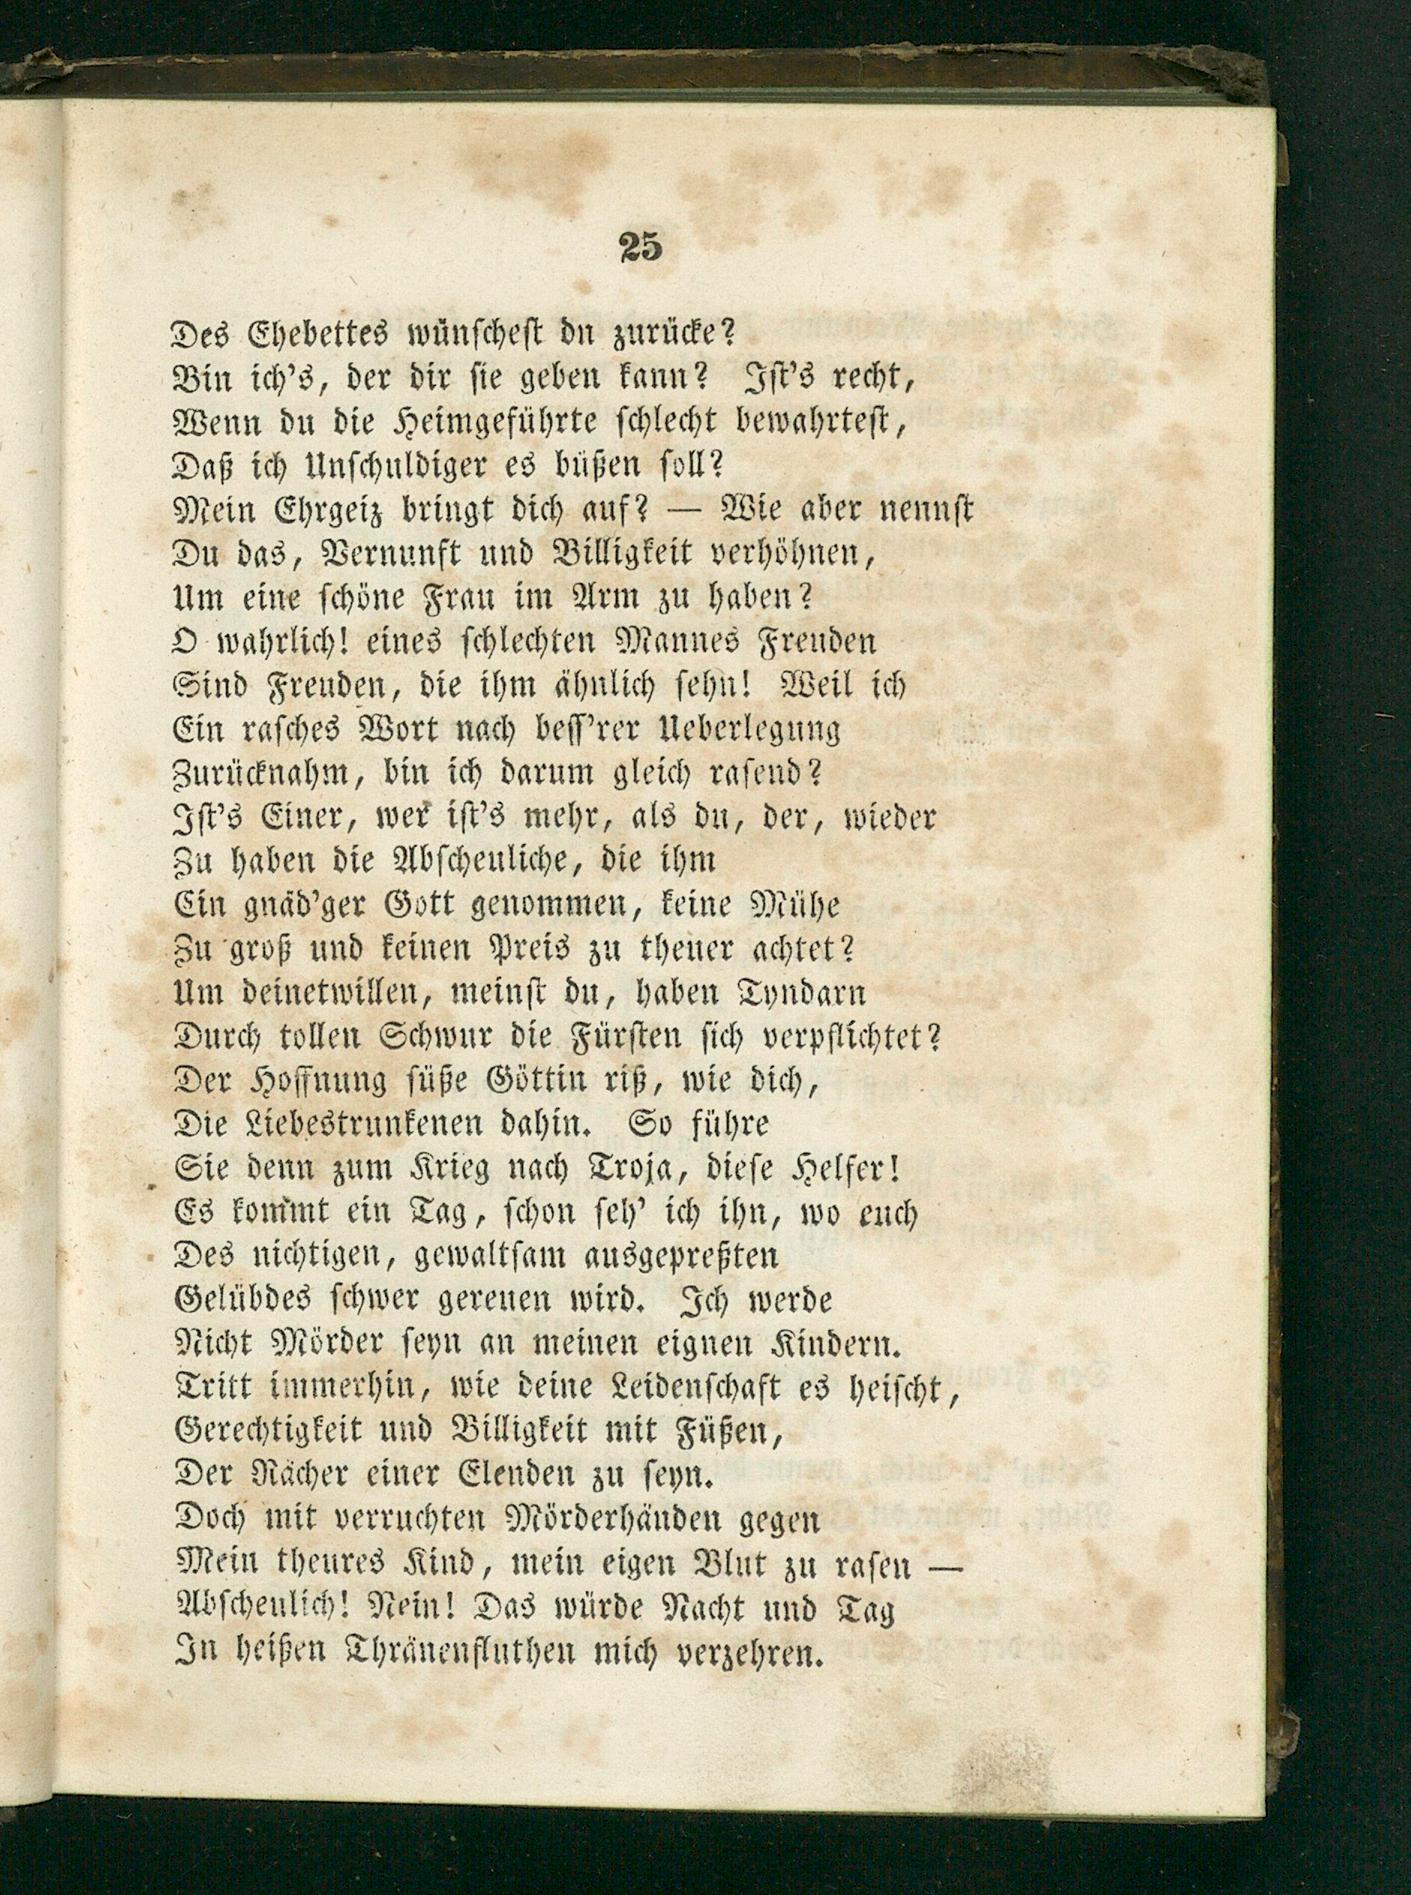 25
Des Ehebettes wünschest du zurücke?
Bin ich's, der dir sie geben kann? Ist's recht,
Wenn du die Heimgeführte schlecht bewahrtest,
Daß ich Unschuldiger es büßen soll?
Mein Ehrgeiz bringt dich auf? — Wie aber nennst
Du das, Vernunft und Billigkeit verhöhnen,
Um eine schöne Frau im Arm zu haben?
O wahrlich! eines schlechten Mannes Freuden
Sind Freuden, die ihm ähnlich sehn! Weil ich
Ein rasches Wort nach bess'rer Ueberlegung
Zurücknahm, bin ich darum gleich rasend?
Ist's Einer, wer ist's mehr, als du, der, wieder
Zu haben die Abscheuliche, die ihm
Ein gnäd'ger Gott genommen, keine Mühe
Zu groß und keinen Preis zu theuer achtet?
Um deinetwillen, meinst du, haben Tyndarn
Durch tollen Schwur die Fürsten sich verpflichtet?
Der Hoffnung süße Göttin riß, wie dich,
Die Liebestrunkenen dahin. So führe
Sie denn zum Krieg nach Troja, diese Helfer!
Es kommt ein Tag, schon seh' ich ihn, wo euch
Des nichtigen, gewaltsam ausgepreßten
Gelübdes schwer gereuen wird. Ich werde
Nicht Mörder seyn an meinen eignen Kindern.
Tritt immerhin, wie deine Leidenschaft es heischt,
Gerechtigkeit und Billigkeit mit Füßen,
Der Rächer einer Elenden zu seyn.
Doch mit verruchten Mörderhänden gegen
Mein theures Kind, mein eigen Blut zu rasen —
Abscheulich! Nein! Das würde Nacht und Tag
In heißen Thränenfluthen mich verzehren.